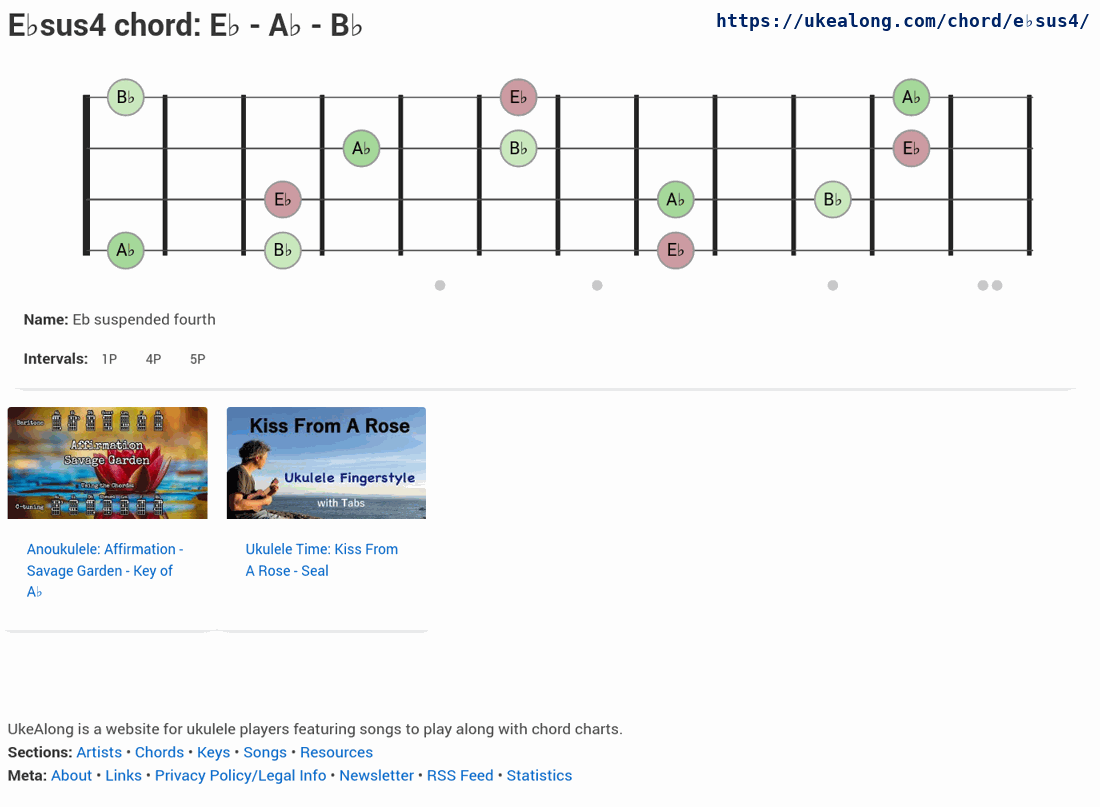 E♭sus4 chord: E♭ - A♭ - B♭
https://ukealong.com/chord/e♭sus4/
B♭ E♭ A♭
A♭ B♭ E♭
E♭ A♭ B♭
A♭ B♭ E♭
Name: Eb suspended fourth
Intervals: 1P 4P 5P
Baritone:
Affirmation
Savage Garden
Using the Chords:
C-tuning
Kiss From A Rose
Ukulele Fingerstyle
with Tabs
Anoukulele: Affirmation -
Savage Garden - Key of
A♭
Ukulele Time: Kiss From
A Rose - Seal
UkeAlong is a website for ukulele players featuring songs to play along with chord charts.
Sections: Artists • Chords • Keys • Songs • Resources
Meta: About • Links • Privacy Policy/Legal Info • Newsletter • RSS Feed • Statistics